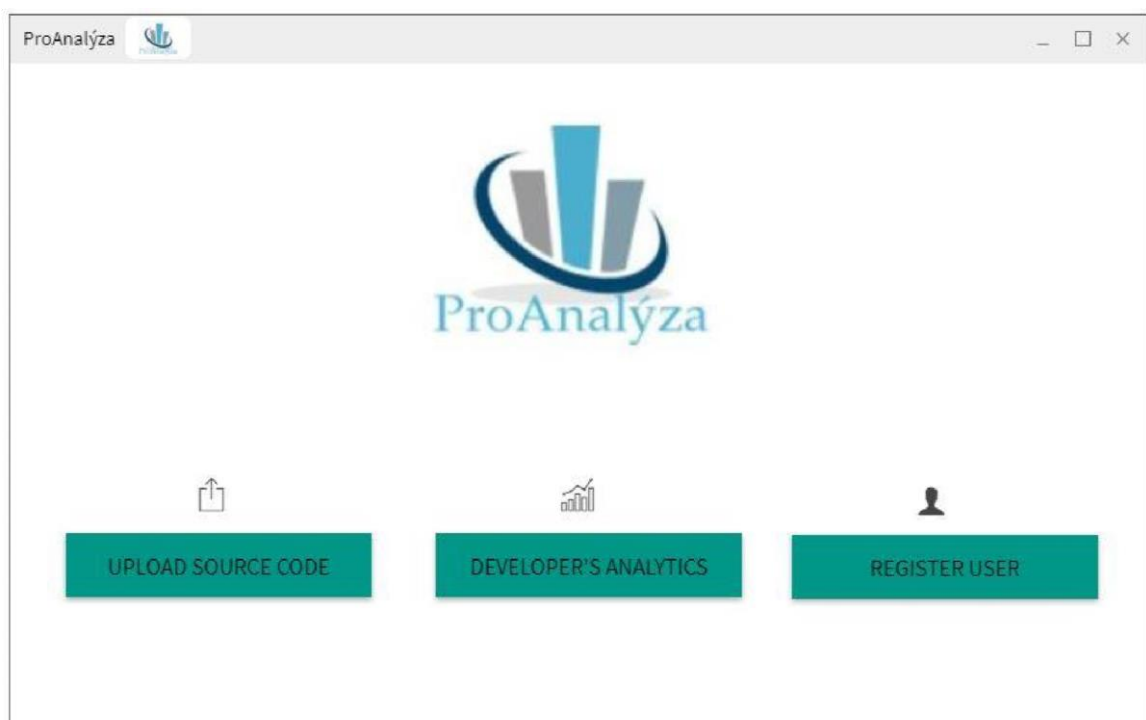 ProAnalýza
ProAnalýza
UPLOAD SOURCE CODE
DEVELOPER'S ANALYTICS
REGISTER USER